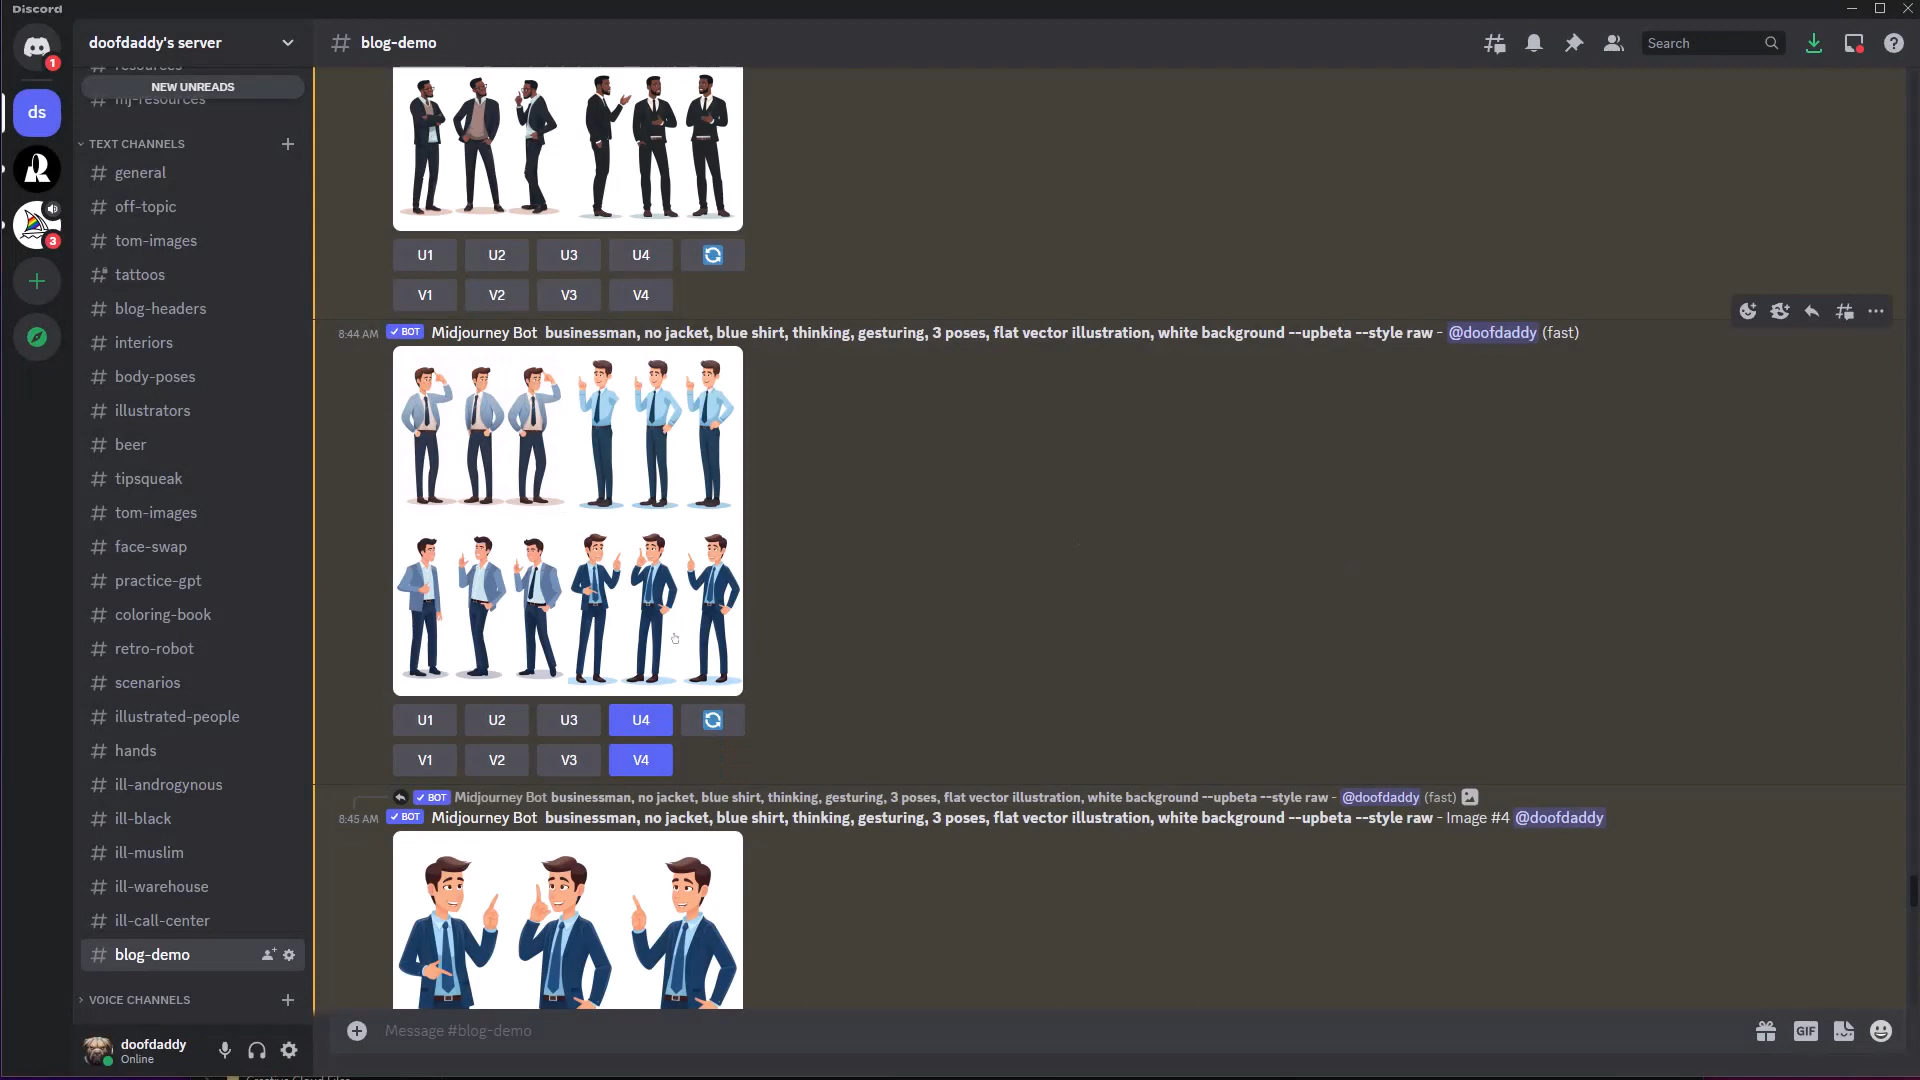 Discord
doofdaddy's server
blog-demo
Search
1
ds
3
resources
NEW UNREADS
mj-resources
TEXT CHANNELS
general
off-topic
tom-images
tattoos
blog-headers
interiors
body-poses
illustrators
beer
tipsqueak
tom-images
face-swap
practice-gpt
coloring-book
retro-robot
scenarios
illustrated-people
hands
ill-androgynous
ill-black
ill-muslim
ill-warehouse
ill-call-center
blog-demo
VOICE CHANNELS
doofdaddy
Online
U1 U2 U3 U4
V1 V2 V3 V4
8:44 AM ✓ BOT Midjourney Bot businessman, no jacket, blue shirt, thinking, gesturing, 3 poses, flat vector illustration, white background --upbeta --style raw - @doofdaddy (fast)
U1 U2 U3 U4
V1 V2 V3 V4
✓ BOT Midjourney Bot businessman, no jacket, blue shirt, thinking, gesturing, 3 poses, flat vector illustration, white background --upbeta --style raw - @doofdaddy (fast)
8:45 AM ✓ BOT Midjourney Bot businessman, no jacket, blue shirt, thinking, gesturing, 3 poses, flat vector illustration, white background --upbeta --style raw - Image #4 @doofdaddy
Message #blog-demo
GIF